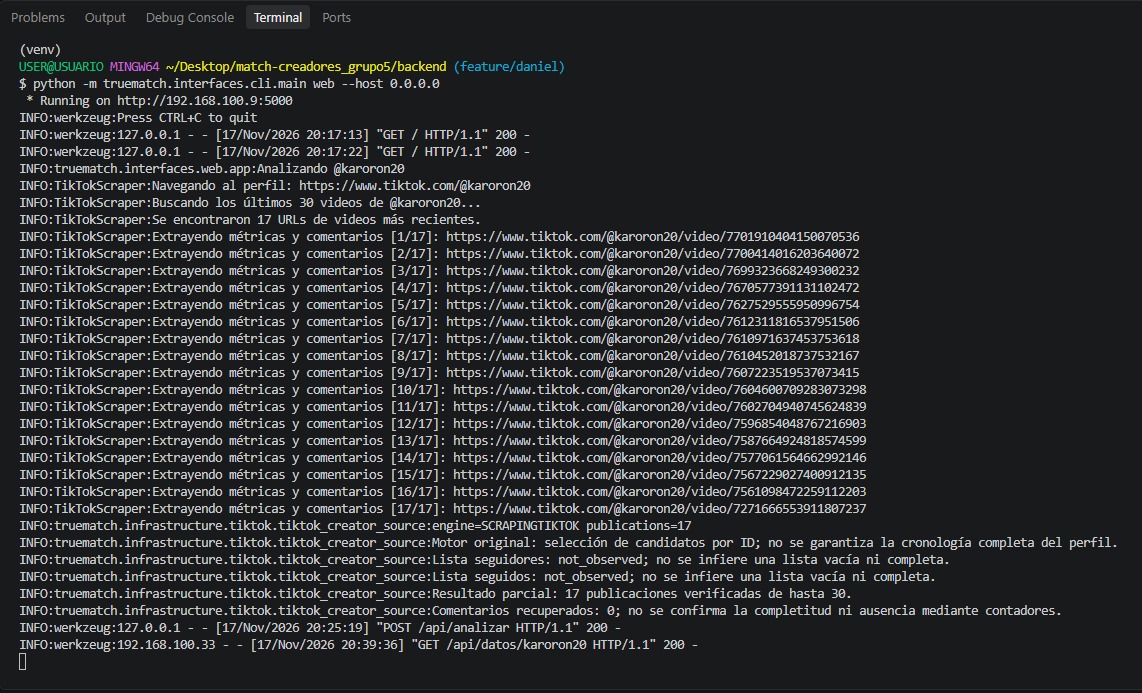 Problems Output Debug Console Terminal Ports
(venv)
USER@USUARIO MINGW64 ~/Desktop/match-creadores_grupo5/backend (feature/daniel)
$ python -m truematch.interfaces.cli.main web --host 0.0.0.0
 * Running on http://192.168.100.9:5000
INFO:werkzeug:Press CTRL+C to quit
INFO:werkzeug:127.0.0.1 - - [17/Nov/2026 20:17:13] "GET / HTTP/1.1" 200 -
INFO:werkzeug:127.0.0.1 - - [17/Nov/2026 20:17:22] "GET / HTTP/1.1" 200 -
INFO:truematch.interfaces.web.app:Analizando @karoron20
INFO:TikTokScraper:Navegando al perfil: https://www.tiktok.com/@karoron20
INFO:TikTokScraper:Buscando los últimos 30 videos de @karoron20...
INFO:TikTokScraper:Se encontraron 17 URLs de videos más recientes.
INFO:TikTokScraper:Extrayendo métricas y comentarios [1/17]: https://www.tiktok.com/@karoron20/video/7701910404150070536
INFO:TikTokScraper:Extrayendo métricas y comentarios [2/17]: https://www.tiktok.com/@karoron20/video/7700414016203640072
INFO:TikTokScraper:Extrayendo métricas y comentarios [3/17]: https://www.tiktok.com/@karoron20/video/7699323668249300232
INFO:TikTokScraper:Extrayendo métricas y comentarios [4/17]: https://www.tiktok.com/@karoron20/video/7670577391131102472
INFO:TikTokScraper:Extrayendo métricas y comentarios [5/17]: https://www.tiktok.com/@karoron20/video/7627529555950996754
INFO:TikTokScraper:Extrayendo métricas y comentarios [6/17]: https://www.tiktok.com/@karoron20/video/7612311816537951506
INFO:TikTokScraper:Extrayendo métricas y comentarios [7/17]: https://www.tiktok.com/@karoron20/video/7610971637453753618
INFO:TikTokScraper:Extrayendo métricas y comentarios [8/17]: https://www.tiktok.com/@karoron20/video/7610452018737532167
INFO:TikTokScraper:Extrayendo métricas y comentarios [9/17]: https://www.tiktok.com/@karoron20/video/7607223519537073415
INFO:TikTokScraper:Extrayendo métricas y comentarios [10/17]: https://www.tiktok.com/@karoron20/video/7604600709283073298
INFO:TikTokScraper:Extrayendo métricas y comentarios [11/17]: https://www.tiktok.com/@karoron20/video/7602704940745624839
INFO:TikTokScraper:Extrayendo métricas y comentarios [12/17]: https://www.tiktok.com/@karoron20/video/7596854048767216903
INFO:TikTokScraper:Extrayendo métricas y comentarios [13/17]: https://www.tiktok.com/@karoron20/video/7587664924818574599
INFO:TikTokScraper:Extrayendo métricas y comentarios [14/17]: https://www.tiktok.com/@karoron20/video/7577061564662992146
INFO:TikTokScraper:Extrayendo métricas y comentarios [15/17]: https://www.tiktok.com/@karoron20/video/7567229027400912135
INFO:TikTokScraper:Extrayendo métricas y comentarios [16/17]: https://www.tiktok.com/@karoron20/video/7561098472259112203
INFO:TikTokScraper:Extrayendo métricas y comentarios [17/17]: https://www.tiktok.com/@karoron20/video/7271666553911807237
INFO:truematch.infrastructure.tiktok.tiktok_creator_source:engine=SCRAPINGTIKTOK publications=17
INFO:truematch.infrastructure.tiktok.tiktok_creator_source:Motor original: selección de candidatos por ID; no se garantiza la cronología completa del perfil.
INFO:truematch.infrastructure.tiktok.tiktok_creator_source:Lista seguidores: not_observed; no se infiere una lista vacía ni completa.
INFO:truematch.infrastructure.tiktok.tiktok_creator_source:Lista seguidos: not_observed; no se infiere una lista vacía ni completa.
INFO:truematch.infrastructure.tiktok.tiktok_creator_source:Resultado parcial: 17 publicaciones verificadas de hasta 30.
INFO:truematch.infrastructure.tiktok.tiktok_creator_source:Comentarios recuperados: 0; no se confirma la completitud ni ausencia mediante contadores.
INFO:werkzeug:127.0.0.1 - - [17/Nov/2026 20:25:19] "POST /api/analizar HTTP/1.1" 200 -
INFO:werkzeug:192.168.100.33 - - [17/Nov/2026 20:39:36] "GET /api/datos/karoron20 HTTP/1.1" 200 -